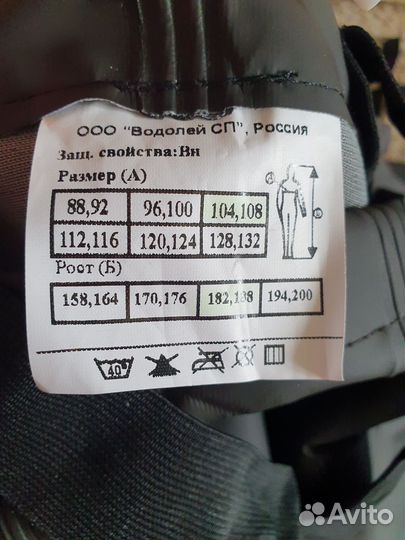 ООО "Водолей СП", Россия
Защ. свойства:Вн
Размер (А)
88,92 96,100 104,108
112,116 120,124 128,132
Рост (Б)
158,164 170,176 182,188 194,200
40°
Avito